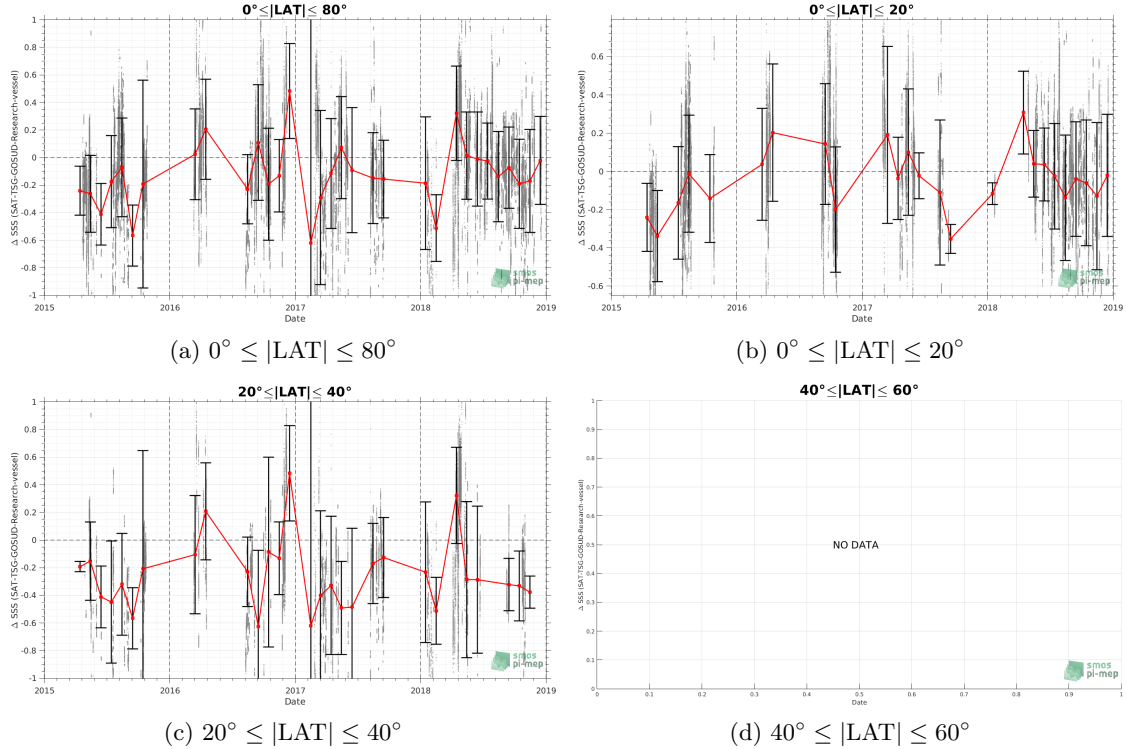 0°≤|LAT|≤ 80°
Δ SSS (SAT-TSG-GOSUD-Research-vessel)
1
0.8
0.6
0.4
0.2
0
-0.2
-0.4
-0.6
-0.8
-1
2015 2016 2017 2018 2019
Date
smos
pi-mep
(a) 0° ≤ |LAT| ≤ 80°
0°≤|LAT|≤ 20°
Δ SSS (SAT-TSG-GOSUD-Research-vessel)
0.6
0.4
0.2
0
-0.2
-0.4
-0.6
2015 2016 2017 2018 2019
Date
smos
pi-mep
(b) 0° ≤ |LAT| ≤ 20°
20°≤|LAT|≤ 40°
Δ SSS (SAT-TSG-GOSUD-Research-vessel)
1
0.8
0.6
0.4
0.2
0
-0.2
-0.4
-0.6
-0.8
-1
2015 2016 2017 2018 2019
Date
smos
pi-mep
(c) 20° ≤ |LAT| ≤ 40°
40°≤|LAT|≤ 60°
Δ SSS (SAT-TSG-GOSUD-Research-vessel)
1
0.9
0.8
0.7
0.6
0.5
0.4
0.3
0.2
0.1
0
NO DATA
0 0.1 0.2 0.3 0.4 0.5 0.6 0.7 0.8 0.9 1
Date
smos
pi-mep
(d) 40° ≤ |LAT| ≤ 60°